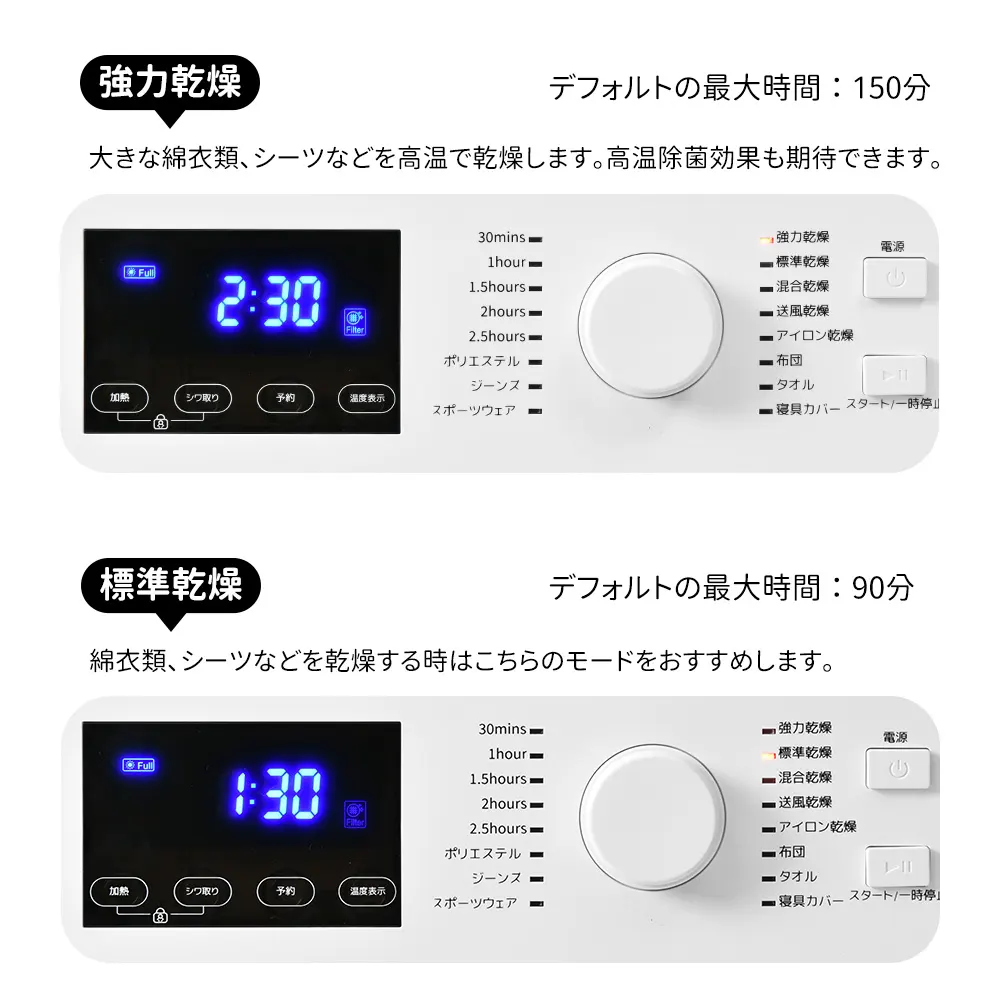 強力乾燥
デフォルトの最大時間：150分
大きな綿衣類、シーツなどを高温で乾燥します。高温除菌効果も期待できます。
Full
2:30
Filter
加熱
シワ取り
予約
温度表示
30mins
1hour
1.5hours
2hours
2.5hours
ポリエステル
ジーンズ
スポーツウェア
強力乾燥
標準乾燥
混合乾燥
送風乾燥
アイロン乾燥
布団
タオル
寝具カバー
電源
スタート/一時停止
標準乾燥
デフォルトの最大時間：90分
綿衣類、シーツなどを乾燥する時はこちらのモードをおすすめします。
Full
1:30
Filter
加熱
シワ取り
予約
温度表示
30mins
1hour
1.5hours
2hours
2.5hours
ポリエステル
ジーンズ
スポーツウェア
強力乾燥
標準乾燥
混合乾燥
送風乾燥
アイロン乾燥
布団
タオル
寝具カバー
電源
スタート/一時停止